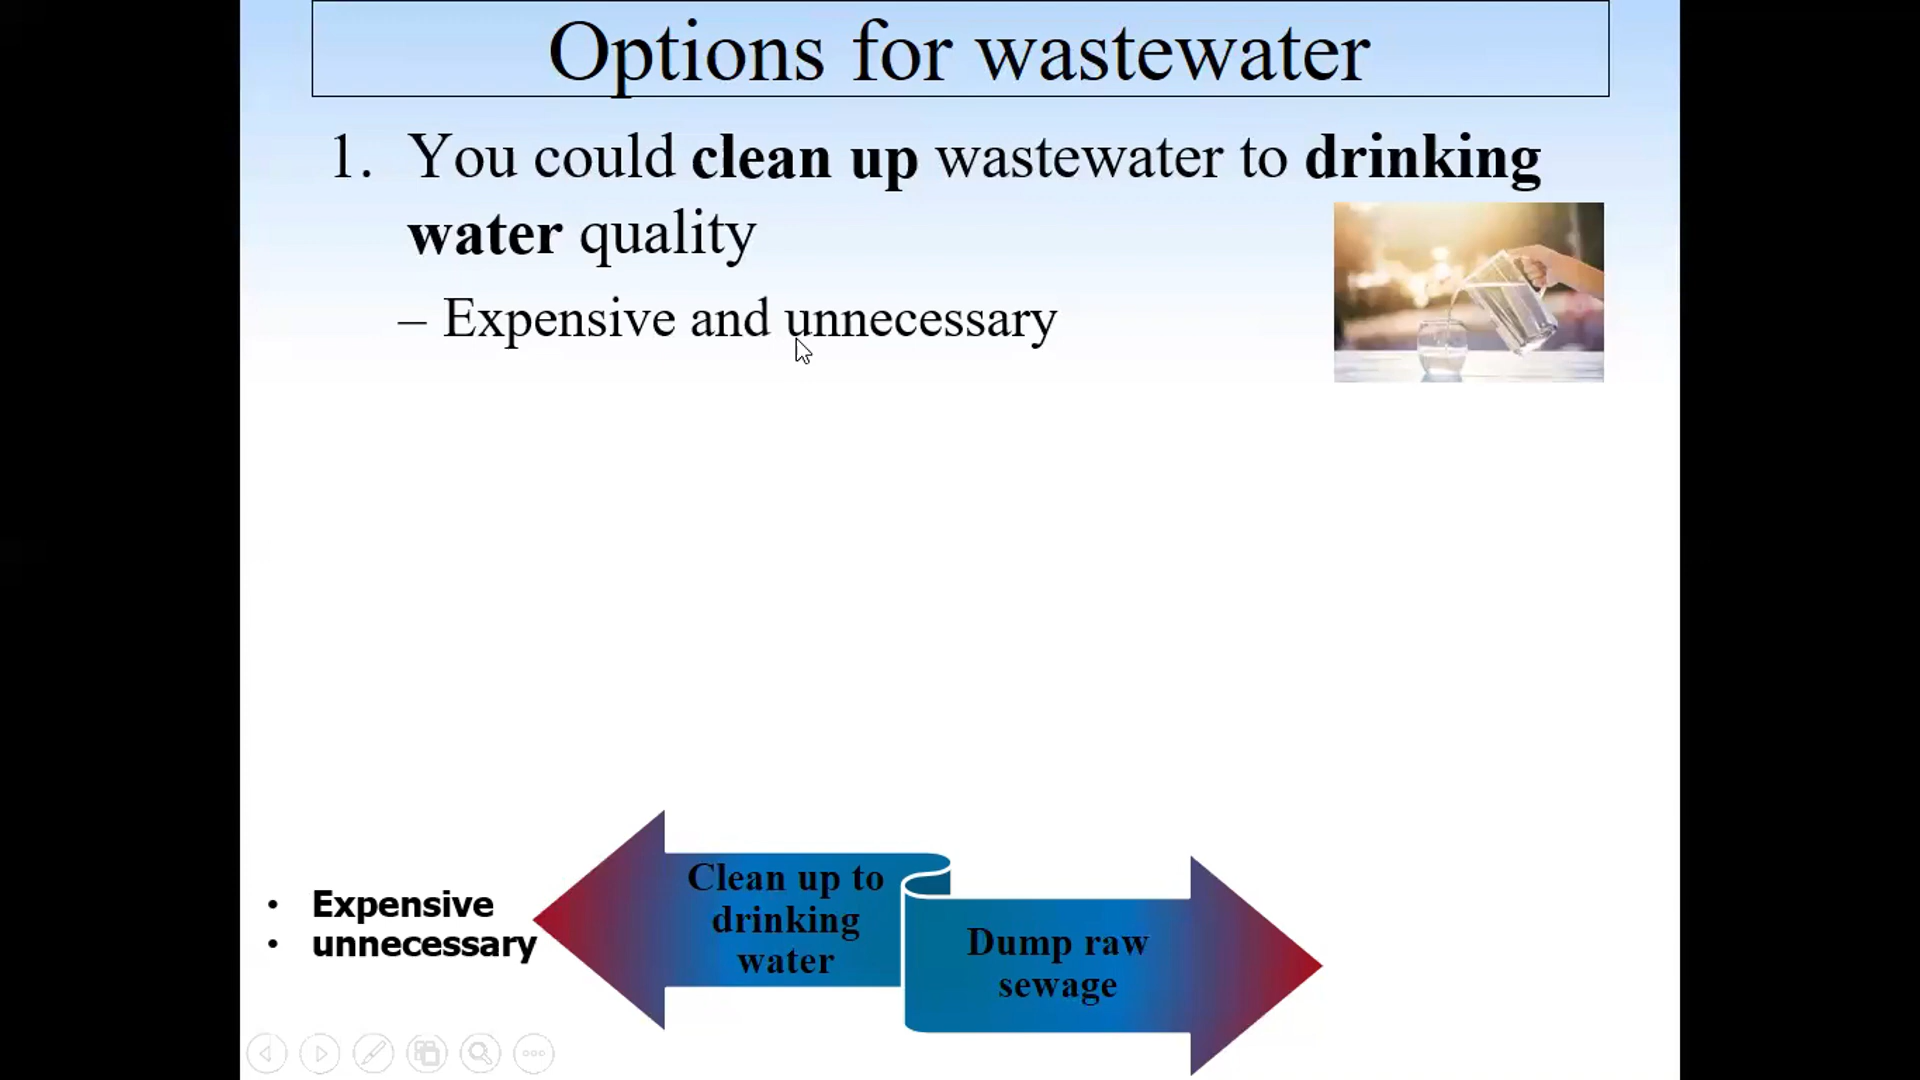 Options for wastewater
1. You could clean up wastewater to drinking
water quality
– Expensive and unnecessary
• Expensive
• unnecessary
Clean up to
drinking
water
Dump raw
sewage